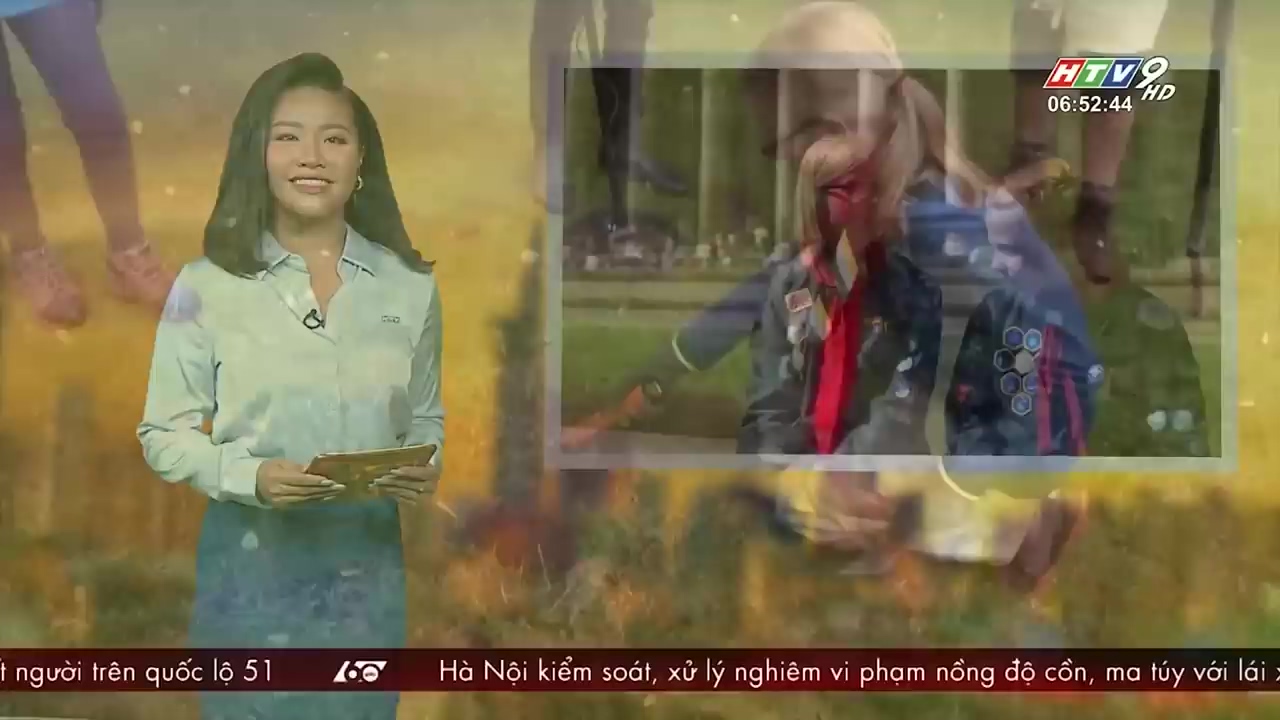 HTV9
HD
06:52:44
t người trên quốc lộ 51
60
Hà Nội kiểm soát, xử lý nghiêm vi phạm nồng độ cồn, ma túy với lái x